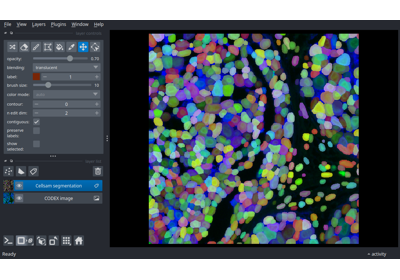 File View Layers Plugins Window Help
opacity: 0.70
blending: translucent
label: 1
brush size: 10
color mode:
contour: 0
n edit dim: 2
contiguous:
preserve labels:
show selected:
Cellsam segmentation
CODEX image
Ready
activity